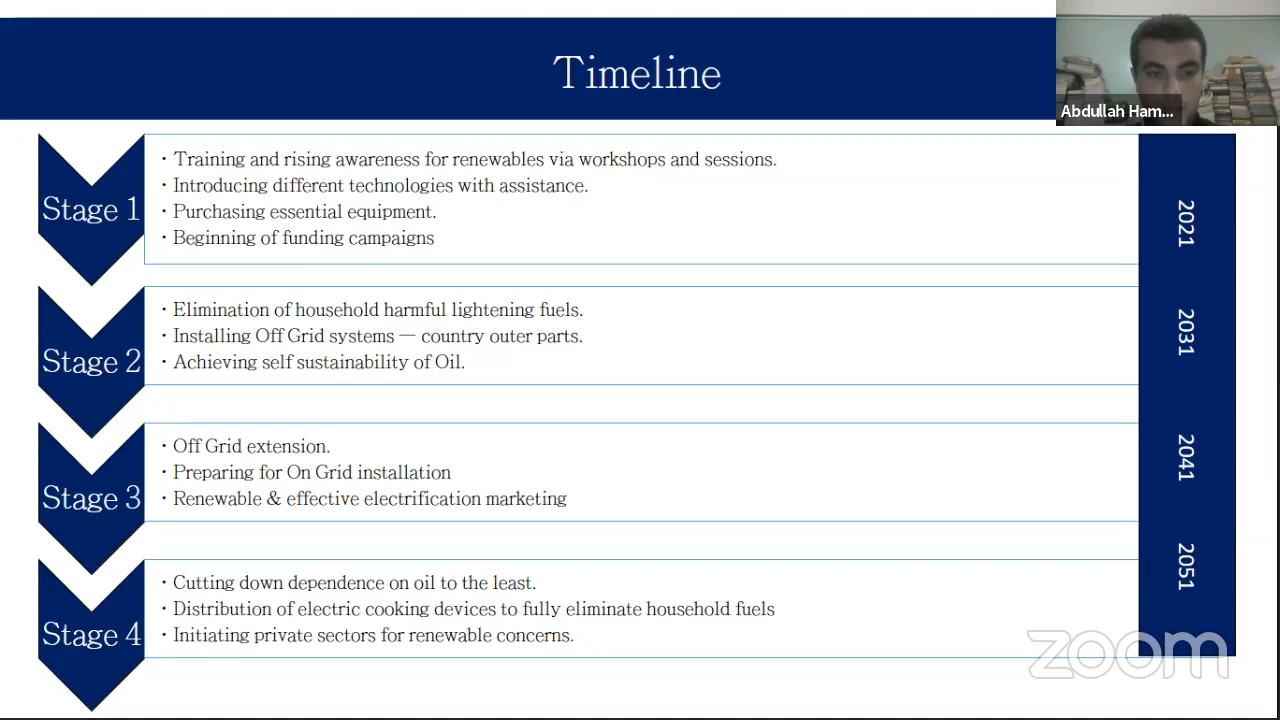 Timeline
Abdullah Ham...
Stage 1
· Training and rising awareness for renewables via workshops and sessions.
· Introducing different technologies with assistance.
· Purchasing essential equipment.
· Beginning of funding campaigns
2021
Stage 2
· Elimination of household harmful lightening fuels.
· Installing Off Grid systems — country outer parts.
· Achieving self sustainability of Oil.
2031
Stage 3
· Off Grid extension.
· Preparing for On Grid installation
· Renewable & effective electrification marketing
2041
Stage 4
· Cutting down dependence on oil to the least.
· Distribution of electric cooking devices to fully eliminate household fuels
· Initiating private sectors for renewable concerns.
2051
zoom